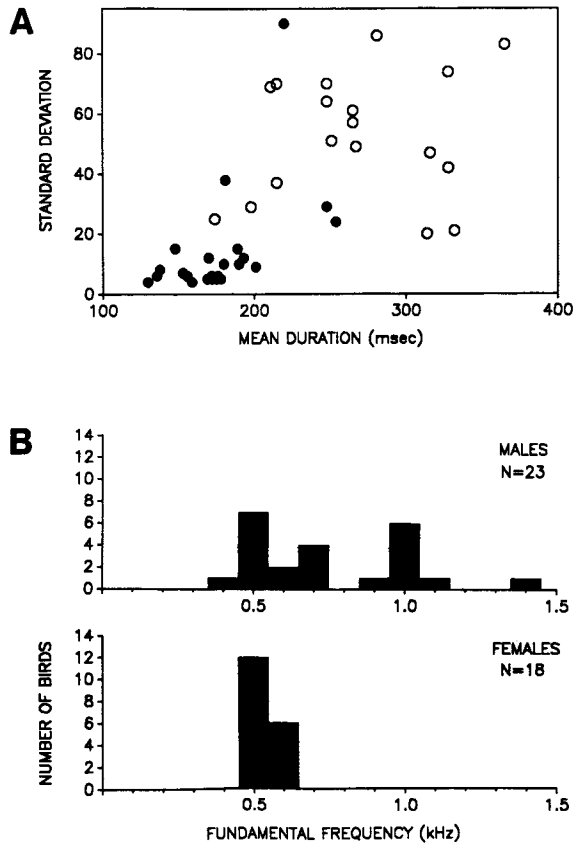 A
STANDARD DEVIATION
80
60
40
20
0
100 200 300 400
MEAN DURATION (msec)
B
NUMBER OF BIRDS
14
12
10
8
6
4
2
0
MALES
N=23
0.5 1.0 1.5
14
12
10
8
6
4
2
0
FEMALES
N=18
0.5 1.0 1.5
FUNDAMENTAL FREQUENCY (kHz)